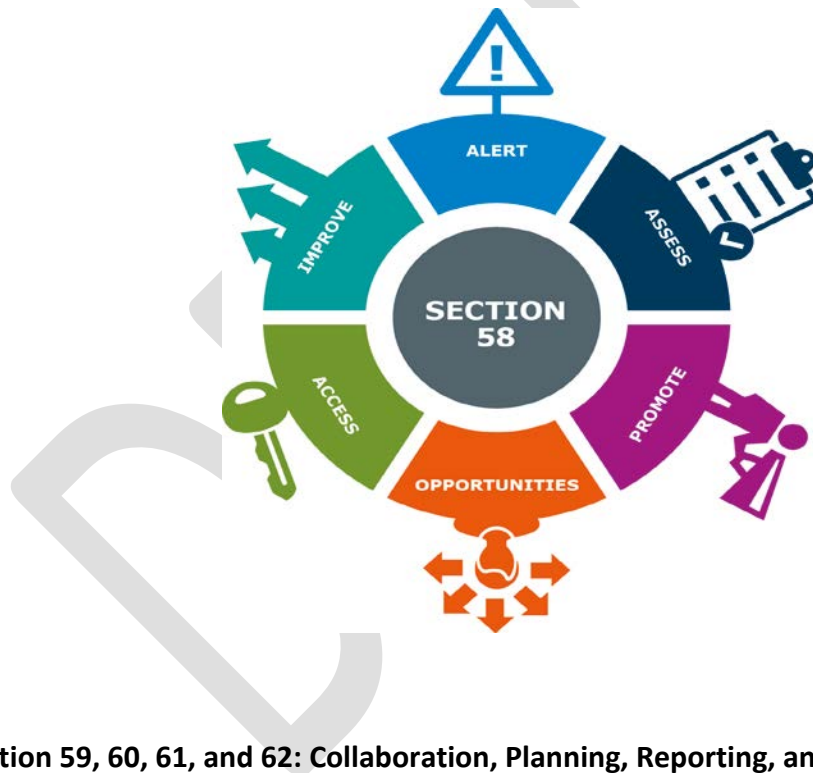 ALERT
ASSESS
IMPROVE
SECTION
58
ACCESS
PROMOTE
OPPORTUNITIES
tion 59, 60, 61, and 62: Collaboration, Planning, Reporting, an